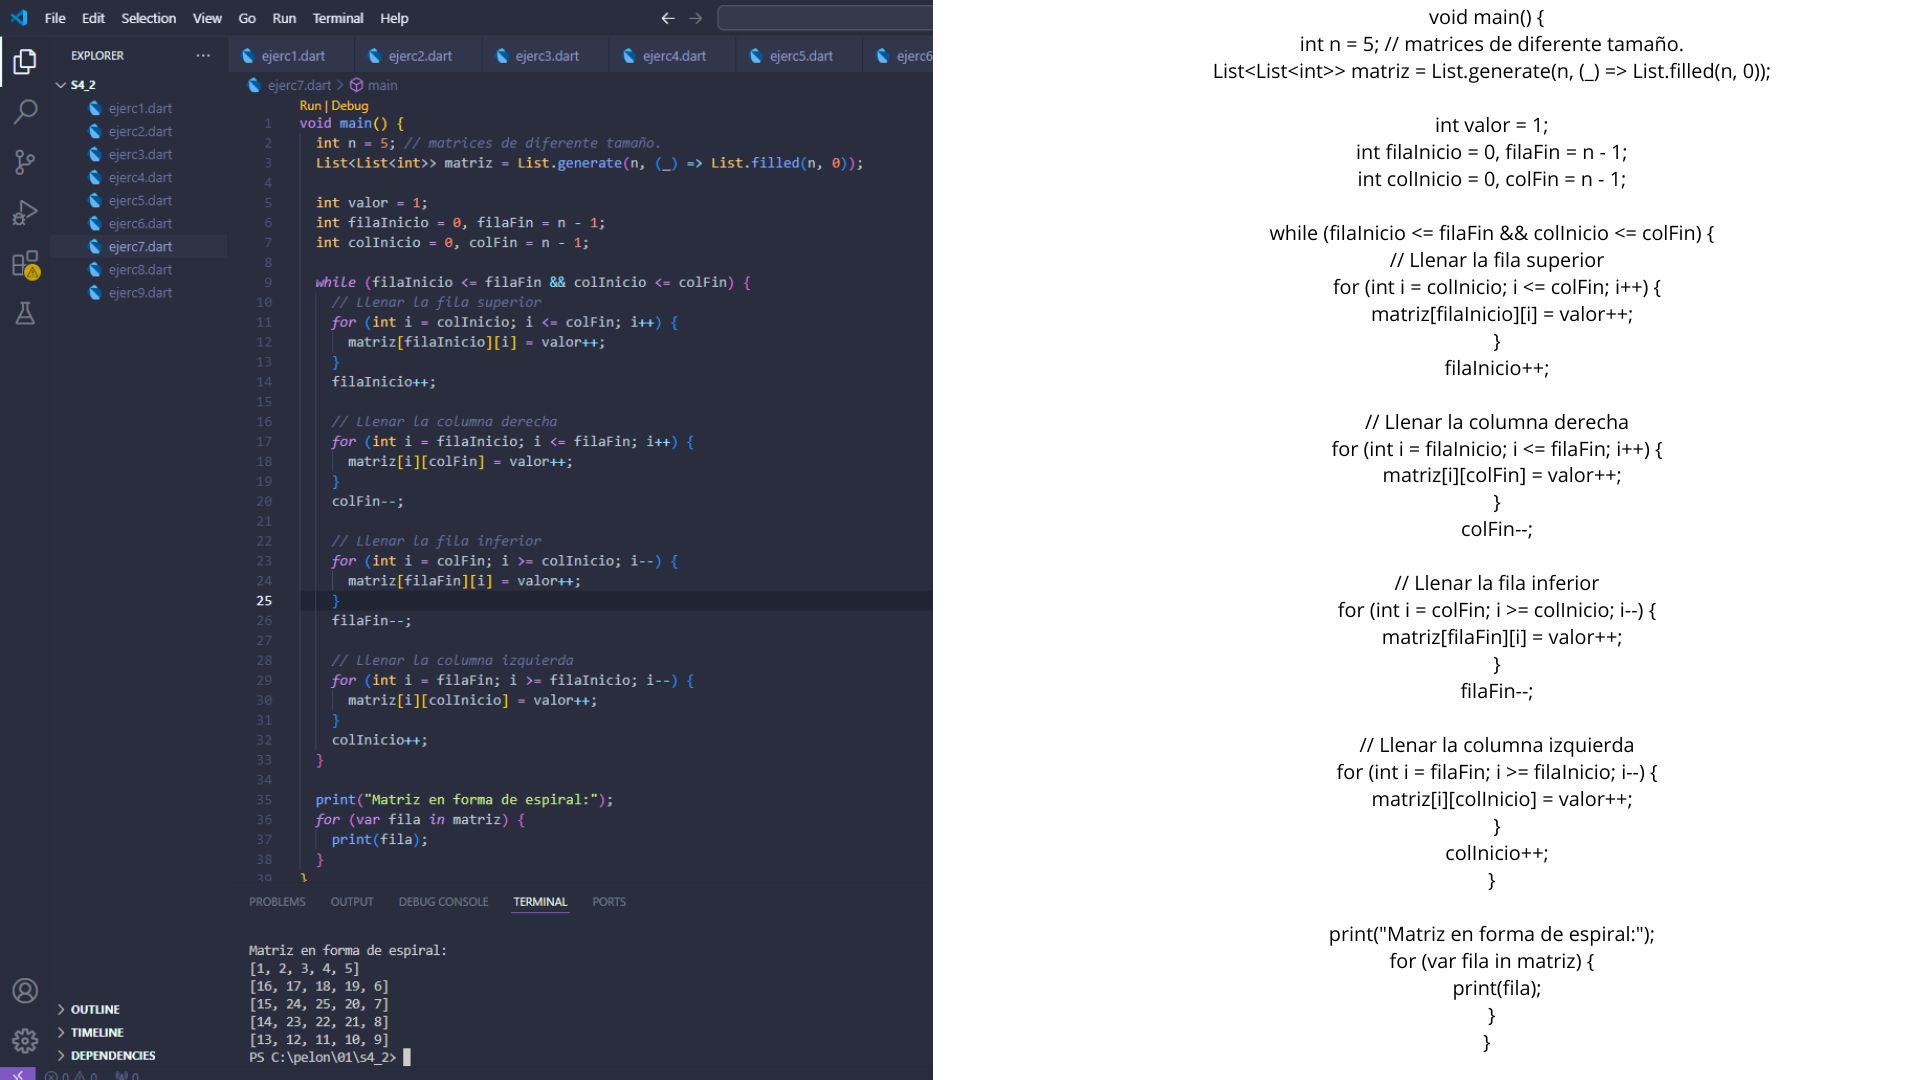 File Edit Selection View Go Run Terminal Help
EXPLORER ...
S4_2
ejerc1.dart
ejerc2.dart
ejerc3.dart
ejerc4.dart
ejerc5.dart
ejerc6.dart
ejerc7.dart
ejerc8.dart
ejerc9.dart
OUTLINE
TIMELINE
DEPENDENCIES
ejerc1.dart ejerc2.dart ejerc3.dart ejerc4.dart ejerc5.dart ejerc6
ejerc7.dart > main
Run | Debug
1 void main() {
2 int n = 5; // matrices de diferente tamaño.
3 List<List<int>> matriz = List.generate(n, (_) => List.filled(n, 0));
4
5 int valor = 1;
6 int filaInicio = 0, filaFin = n - 1;
7 int colInicio = 0, colFin = n - 1;
8
9 while (filaInicio <= filaFin && colInicio <= colFin) {
10 // Llenar la fila superior
11 for (int i = colInicio; i <= colFin; i++) {
12 matriz[filaInicio][i] = valor++;
13 }
14 filaInicio++;
15
16 // Llenar la columna derecha
17 for (int i = filaInicio; i <= filaFin; i++) {
18 matriz[i][colFin] = valor++;
19 }
20 colFin--;
21
22 // Llenar la fila inferior
23 for (int i = colFin; i >= colInicio; i--) {
24 matriz[filaFin][i] = valor++;
25 }
26 filaFin--;
27
28 // Llenar la columna izquierda
29 for (int i = filaFin; i >= filaInicio; i--) {
30 matriz[i][colInicio] = valor++;
31 }
32 colInicio++;
33 }
34
35 print("Matriz en forma de espiral:");
36 for (var fila in matriz) {
37 print(fila);
38 }
39 }
PROBLEMS OUTPUT DEBUG CONSOLE TERMINAL PORTS
Matriz en forma de espiral:
[1, 2, 3, 4, 5]
[16, 17, 18, 19, 6]
[15, 24, 25, 20, 7]
[14, 23, 22, 21, 8]
[13, 12, 11, 10, 9]
PS C:\pelon\01\s4_2>
0 0 0
void main() {
int n = 5; // matrices de diferente tamaño.
List<List<int>> matriz = List.generate(n, (_) => List.filled(n, 0));
int valor = 1;
int filaInicio = 0, filaFin = n - 1;
int colInicio = 0, colFin = n - 1;
while (filaInicio <= filaFin && colInicio <= colFin) {
// Llenar la fila superior
for (int i = colInicio; i <= colFin; i++) {
matriz[filaInicio][i] = valor++;
}
filaInicio++;
// Llenar la columna derecha
for (int i = filaInicio; i <= filaFin; i++) {
matriz[i][colFin] = valor++;
}
colFin--;
// Llenar la fila inferior
for (int i = colFin; i >= colInicio; i--) {
matriz[filaFin][i] = valor++;
}
filaFin--;
// Llenar la columna izquierda
for (int i = filaFin; i >= filaInicio; i--) {
matriz[i][colInicio] = valor++;
}
colInicio++;
}
print("Matriz en forma de espiral:");
for (var fila in matriz) {
print(fila);
}
}